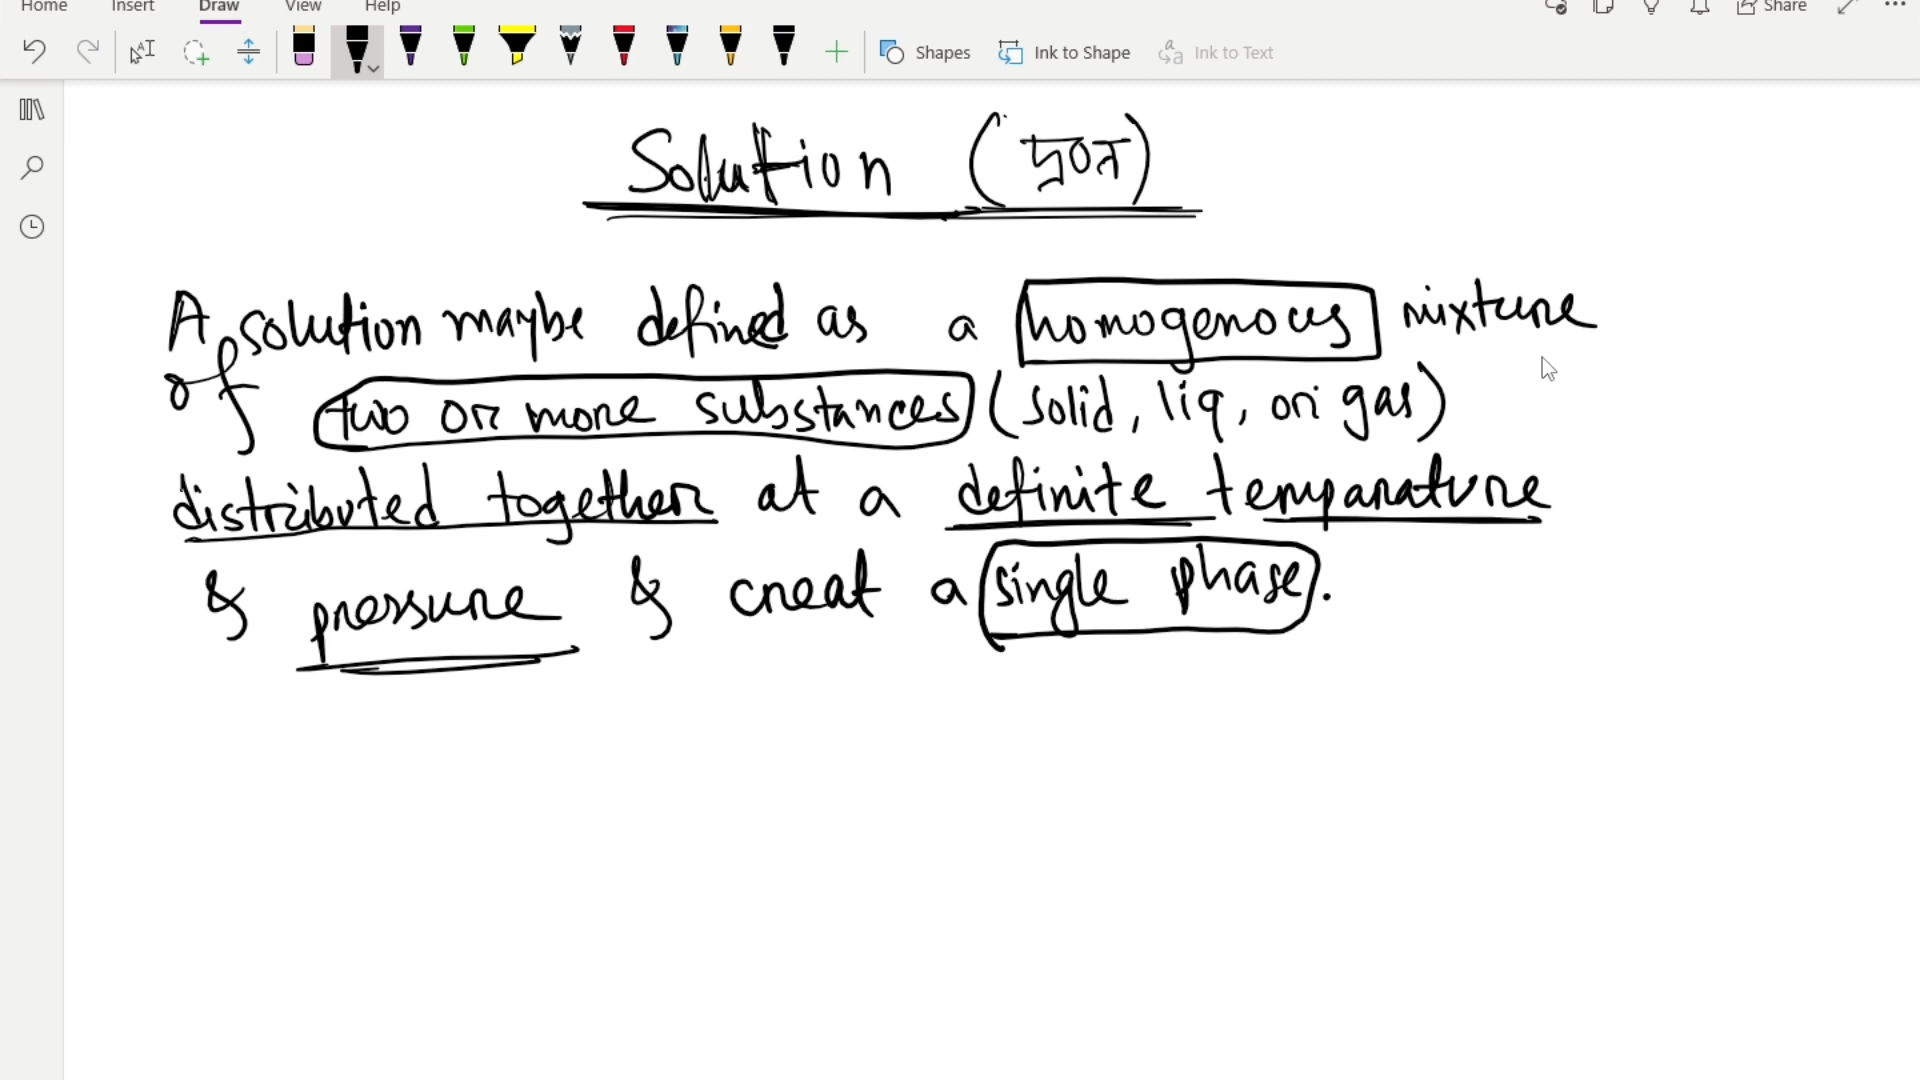 Home Insert Draw View Help Share
Shapes Ink to Shape Ink to Text
Solution (দ্রবণ)
A solution maybe defined as a homogenous mixture
of two or more substances (solid, liq, or gas)
distributed together at a definite temparature
& pressure & creat a single phase.